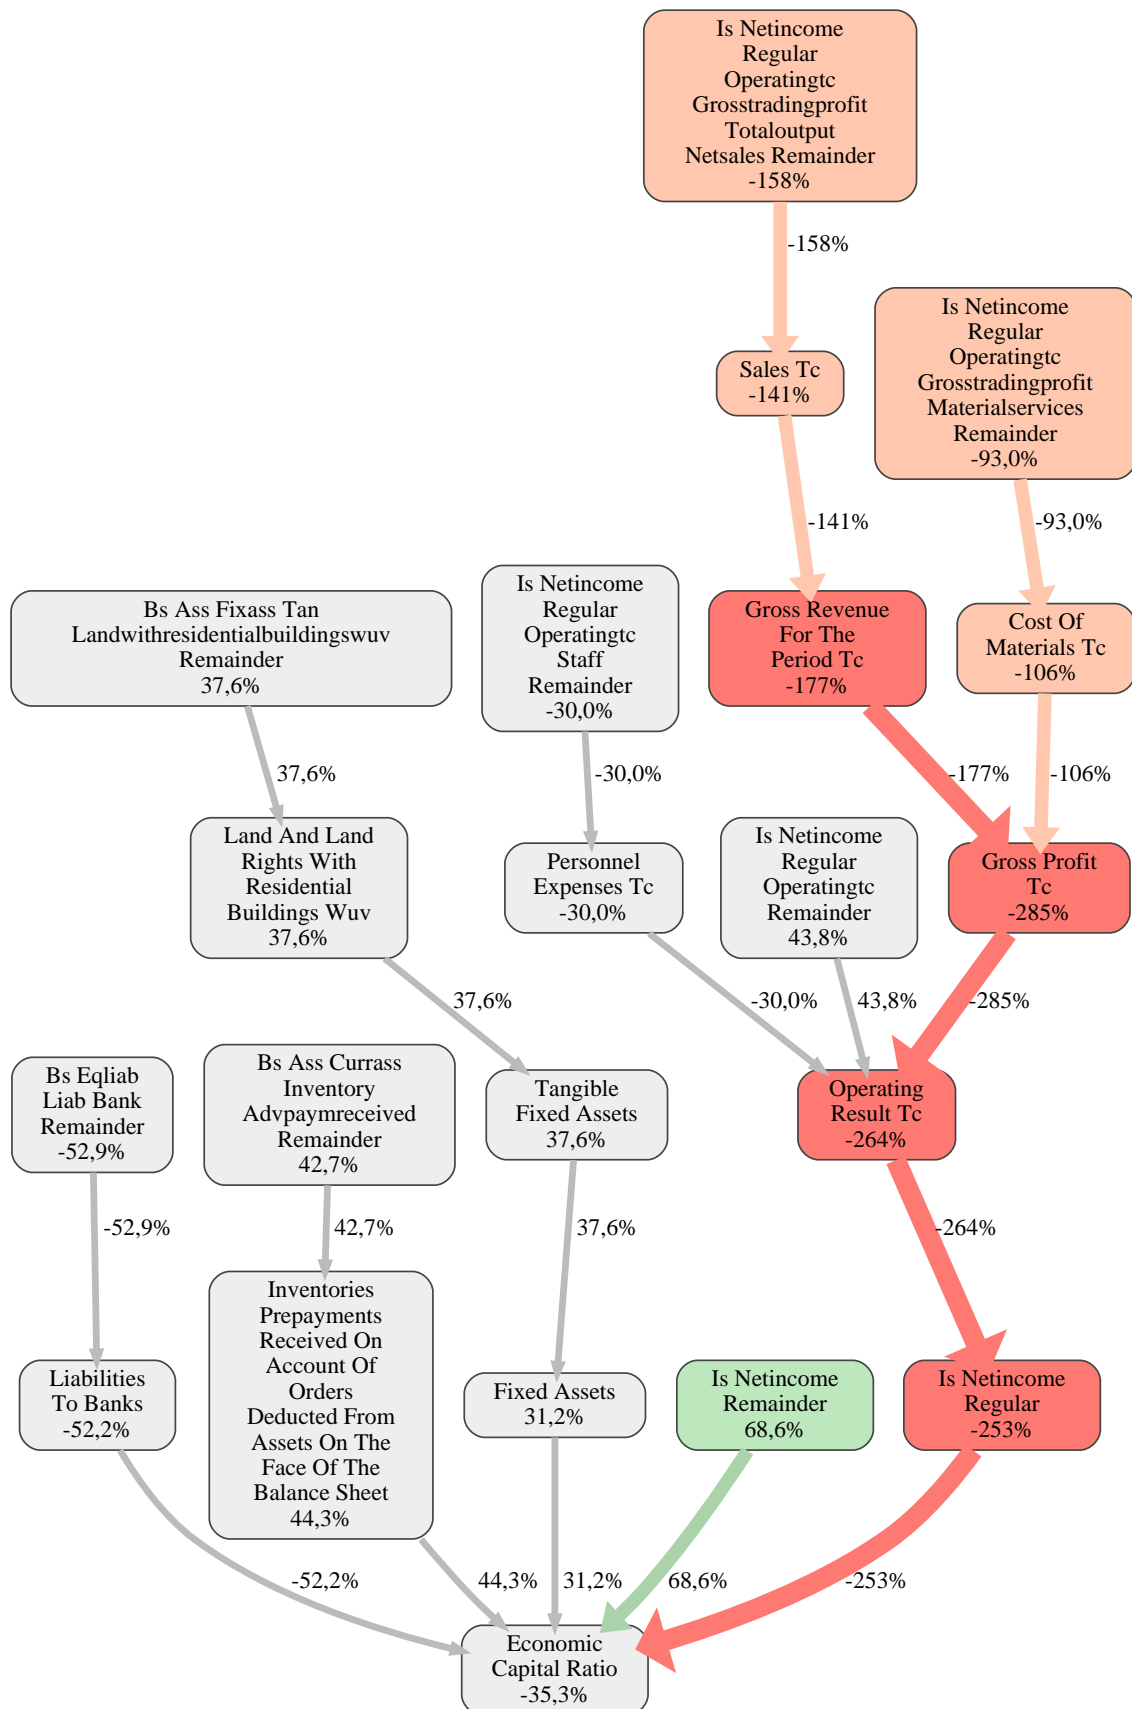 Is Netincome
Regular
Operatingtc
Grosstradingprofit
Totaloutput
Netsales Remainder
-158%
-158%
Is Netincome
Regular
Operatingtc
Grosstradingprofit
Materialservices
Remainder
-93,0%
Sales Tc
-141%
-141%
-93,0%
Is Netincome
Regular
Operatingtc
Staff
Remainder
-30,0%
Bs Ass Fixass Tan
Landwithresidentialbuildingswuv
Remainder
37,6%
Gross Revenue
For The
Period Tc
-177%
Cost Of
Materials Tc
-106%
37,6%
-30,0%
-177%
-106%
Land And Land
Rights With
Residential
Buildings Wuv
37,6%
Personnel
Expenses Tc
-30,0%
Is Netincome
Regular
Operatingtc
Remainder
43,8%
Gross Profit
Tc
-285%
37,6%
-30,0%
43,8%
-285%
Bs Eqliab
Liab Bank
Remainder
-52,9%
Bs Ass Currass
Inventory
Advpaymreceived
Remainder
42,7%
Tangible
Fixed Assets
37,6%
Operating
Result Tc
-264%
-52,9%
42,7%
37,6%
-264%
Liabilities
To Banks
-52,2%
Inventories
Prepayments
Received On
Account Of
Orders
Deducted From
Assets On The
Face Of The
Balance Sheet
44,3%
Fixed Assets
31,2%
Is Netincome
Remainder
68,6%
Is Netincome
Regular
-253%
-52,2%
44,3%
31,2%
68,6%
-253%
Economic
Capital Ratio
-35,3%